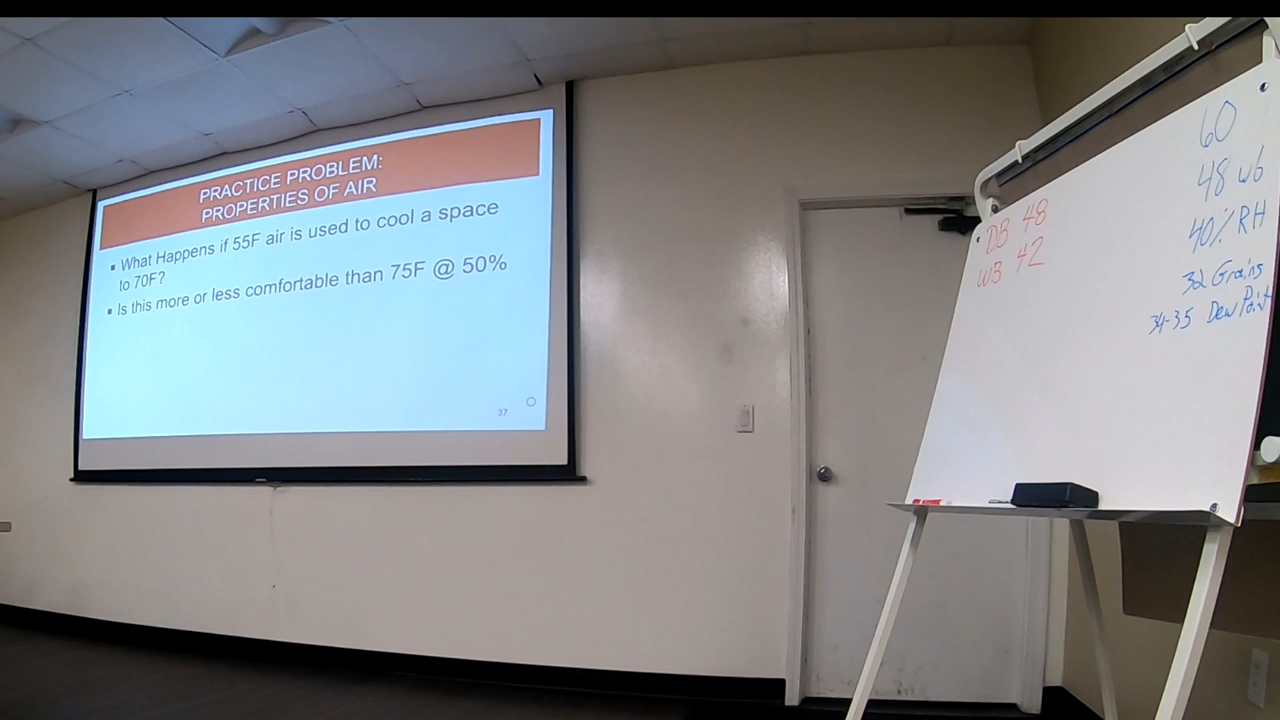 PRACTICE PROBLEM:
PROPERTIES OF AIR
▪ What Happens if 55F air is used to cool a space
to 70F?
▪ Is this more or less comfortable than 75F @ 50%
37
DB 48
WB 42
60
48 wb
40% RH
32 Grains
34-35 Dew Point